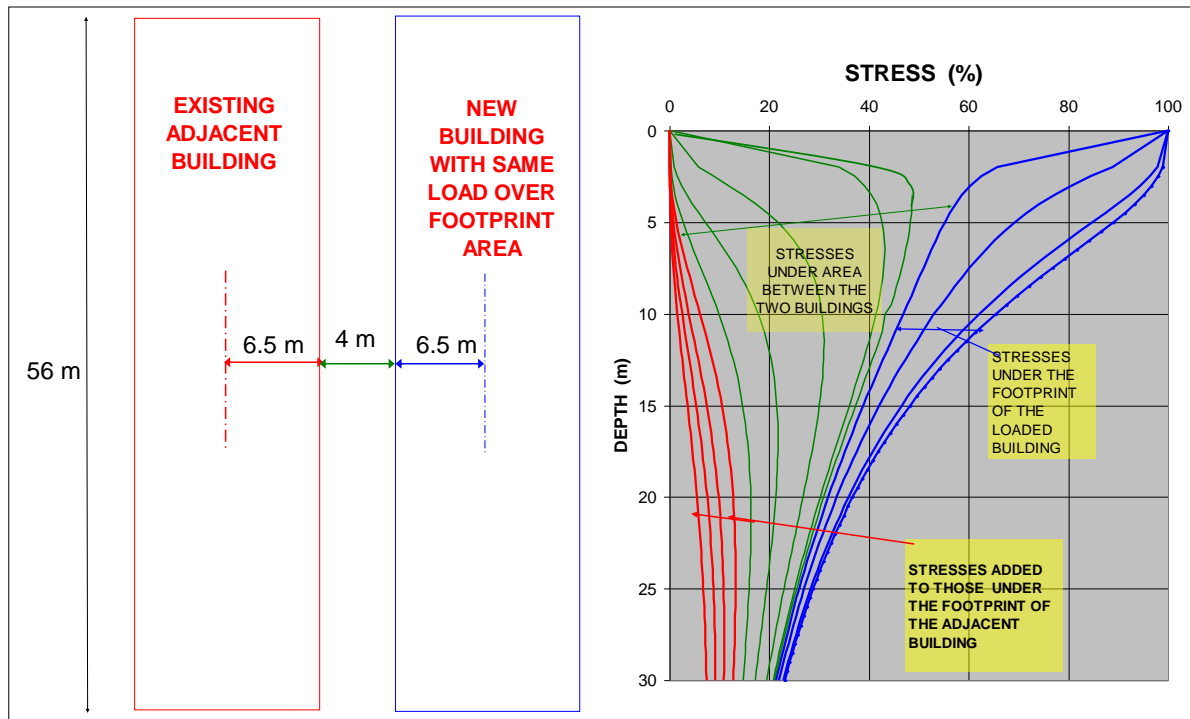 EXISTING
ADJACENT
BUILDING
NEW
BUILDING
WITH SAME
LOAD OVER
FOOTPRINT
AREA
56 m
6.5 m
4 m
6.5 m
STRESS (%)
0
20
40
60
80
100
0
5
10
15
20
25
30
DEPTH (m)
STRESSES
UNDER AREA
BETWEEN THE
TWO BUILDINGS
STRESSES
UNDER THE
FOOTPRINT
OF THE
LOADED
BUILDING
STRESSES ADDED
TO THOSE UNDER
THE FOOTPRINT OF
THE ADJACENT
BUILDING